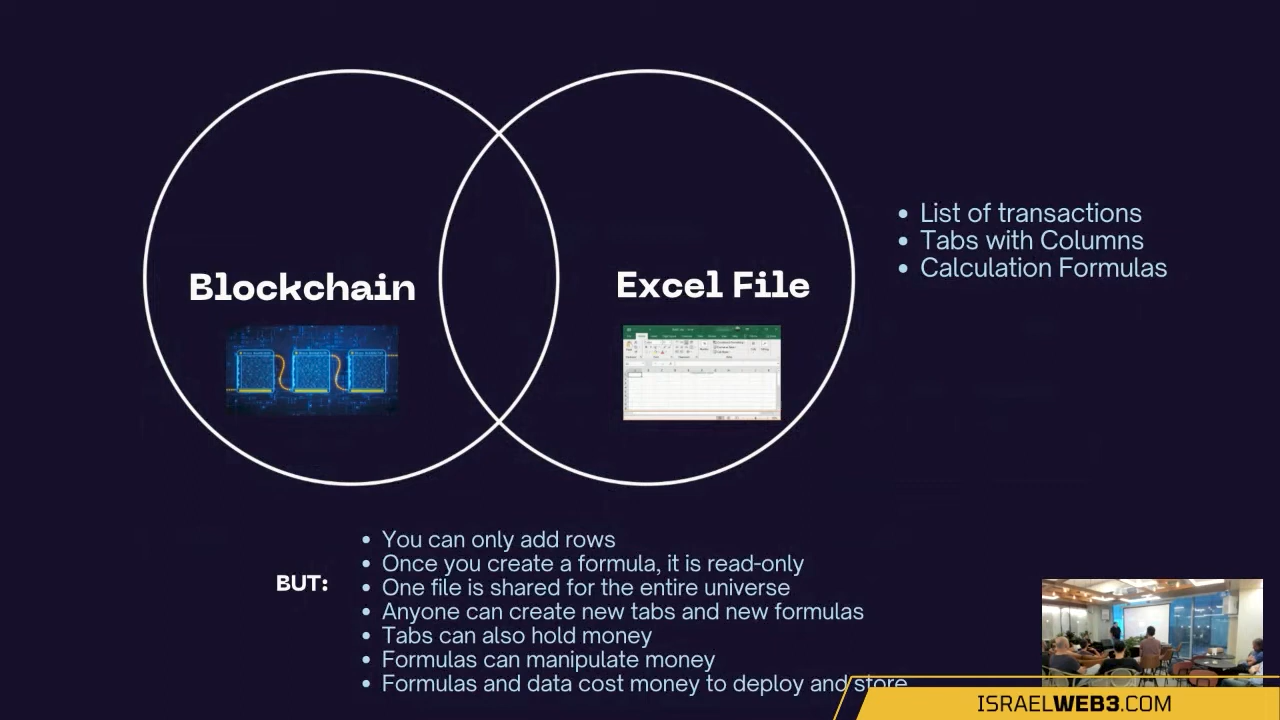 Blockchain
Excel File
List of transactions
Tabs with Columns
Calculation Formulas
BUT:
You can only add rows
Once you create a formula, it is read-only
One file is shared for the entire universe
Anyone can create new tabs and new formulas
Tabs can also hold money
Formulas can manipulate money
Formulas and data cost money to deploy and store
ISRAELWEB3.COM